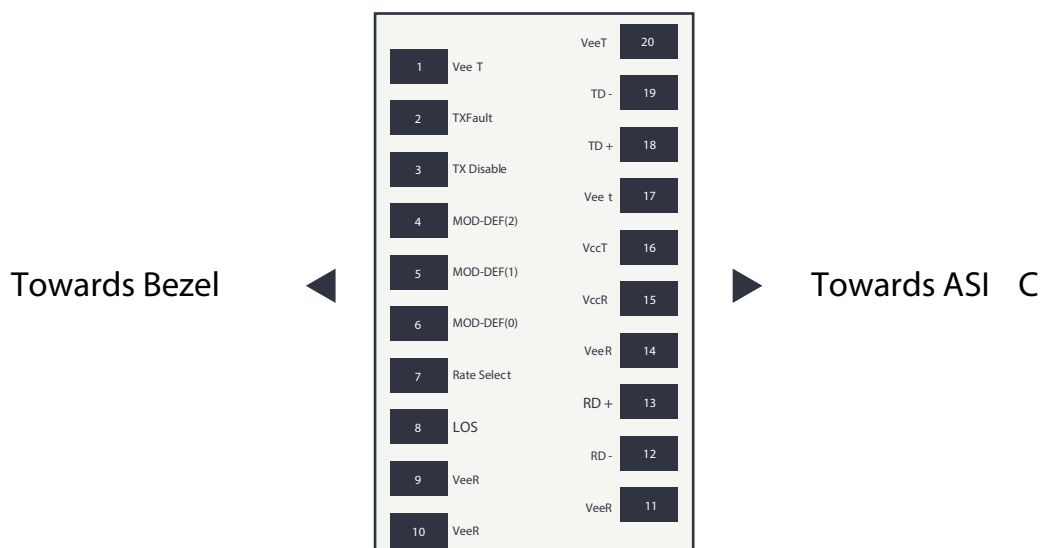 VeeT 20
1 Vee T
TD - 19
2 TXFault
TD + 18
3 TX Disable
Vee t 17
4 MOD-DEF(2)
VccT 16
Towards Bezel
5 MOD-DEF(1)
Towards ASI C
VccR 15
6 MOD-DEF(0)
VeeR 14
7 Rate Select
RD + 13
8 LOS
RD - 12
9 VeeR
VeeR 11
10 VeeR